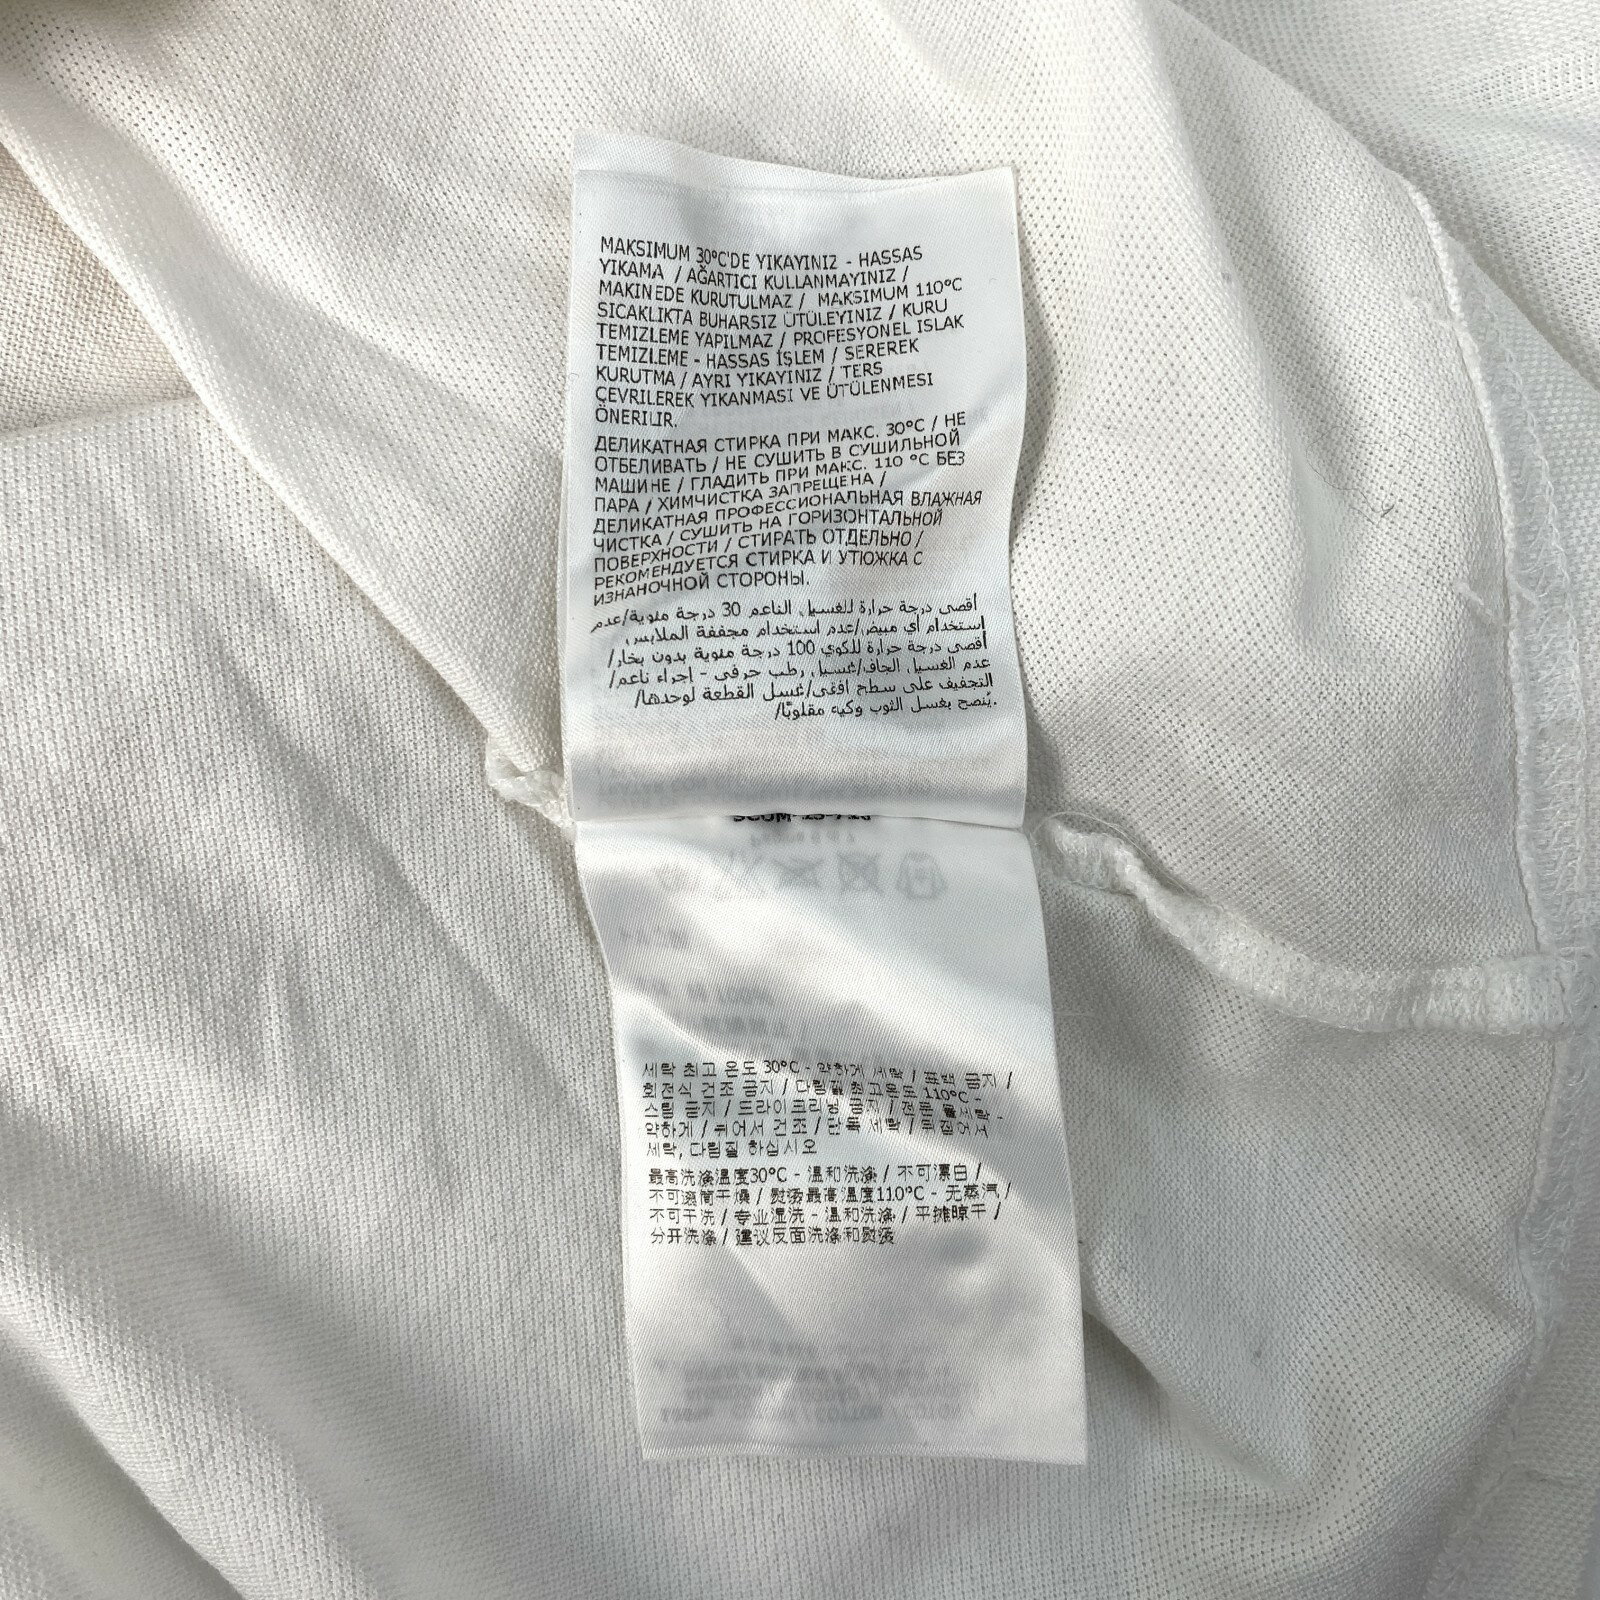 MAKSIMUM 30°C'DE YIKAYINIZ - HASSAS
YIKAMA / AĞARTICI KULLANMAYINIZ /
MAKINEDE KURUTULMAZ / MAKSIMUM 110°C
SICAKLIKTA BUHARSIZ ÜTÜLEYINIZ / KURU
TEMIZLEME YAPILMAZ / PROFESYONEL ISLAK
TEMIZLEME - HASSAS İŞLEM / SEREREK
KURUTMA / AYRI YIKAYINIZ / TERS
ÇEVRILEREK YIKANMASI VE ÜTÜLENMESI
ÖNERILIR.
ДЕЛИКАТНАЯ СТИРКА ПРИ МАКС. 30°C / НЕ
ОТБЕЛИВАТЬ / НЕ СУШИТЬ В СУШИЛЬНОЙ
МАШИНЕ / ГЛАДИТЬ ПРИ МАКС. 110 °C БЕЗ
ПАРА / ХИМЧИСТКА ЗАПРЕЩЕНА /
ДЕЛИКАТНАЯ ПРОФЕССИОНАЛЬНАЯ ВЛАЖНАЯ
ЧИСТКА / СУШИТЬ НА ГОРИЗОНТАЛЬНОЙ
ПОВЕРХНОСТИ / СТИРАТЬ ОТДЕЛЬНО /
РЕКОМЕНДУЕТСЯ СТИРКА И УТЮЖКА С
ИЗНАНОЧНОЙ СТОРОНЫ.
أقصى درجة حرارة للغسيل الناعم 30 درجة مئوية/عدم
إستخدام أي مبيض/عدم استخدام مجففة الملابس.
أقصى درجة حرارة للكوي 100 درجة مئوية بدون بخار/
عدم الغسيل الجاف/غسيل رطب حرفي - اجراء ناعم/
التجفيف على سطح افقى/غسل القطعة لوحدها/
.يُنصح بغسل الثوب وكيه مقلوبًا/
세탁 최고 온도 30°C - 약하게 세탁 / 표백 금지 /
회전식 건조 금지 / 다림질 최고온도 110°C -
스팀 금지 / 드라이크리닝 금지 / 전문 물세탁 -
약하게 / 뉘어서 건조 / 단독 세탁 / 뒤집어서
세탁, 다림질 하십시오
最高洗涤温度30°C - 温和洗涤 / 不可漂白 /
不可滚筒干燥 / 熨烫最高温度110°C - 无蒸汽 /
不可干洗 / 专业湿洗 - 温和洗涤 / 平摊晾干 /
分开洗涤 / 建议反面洗涤和熨烫